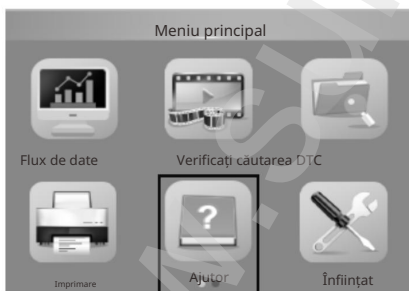 Meniu principal
Flux de date
Verificați căutarea DTC
Imprimare
Ajutor
Înființat